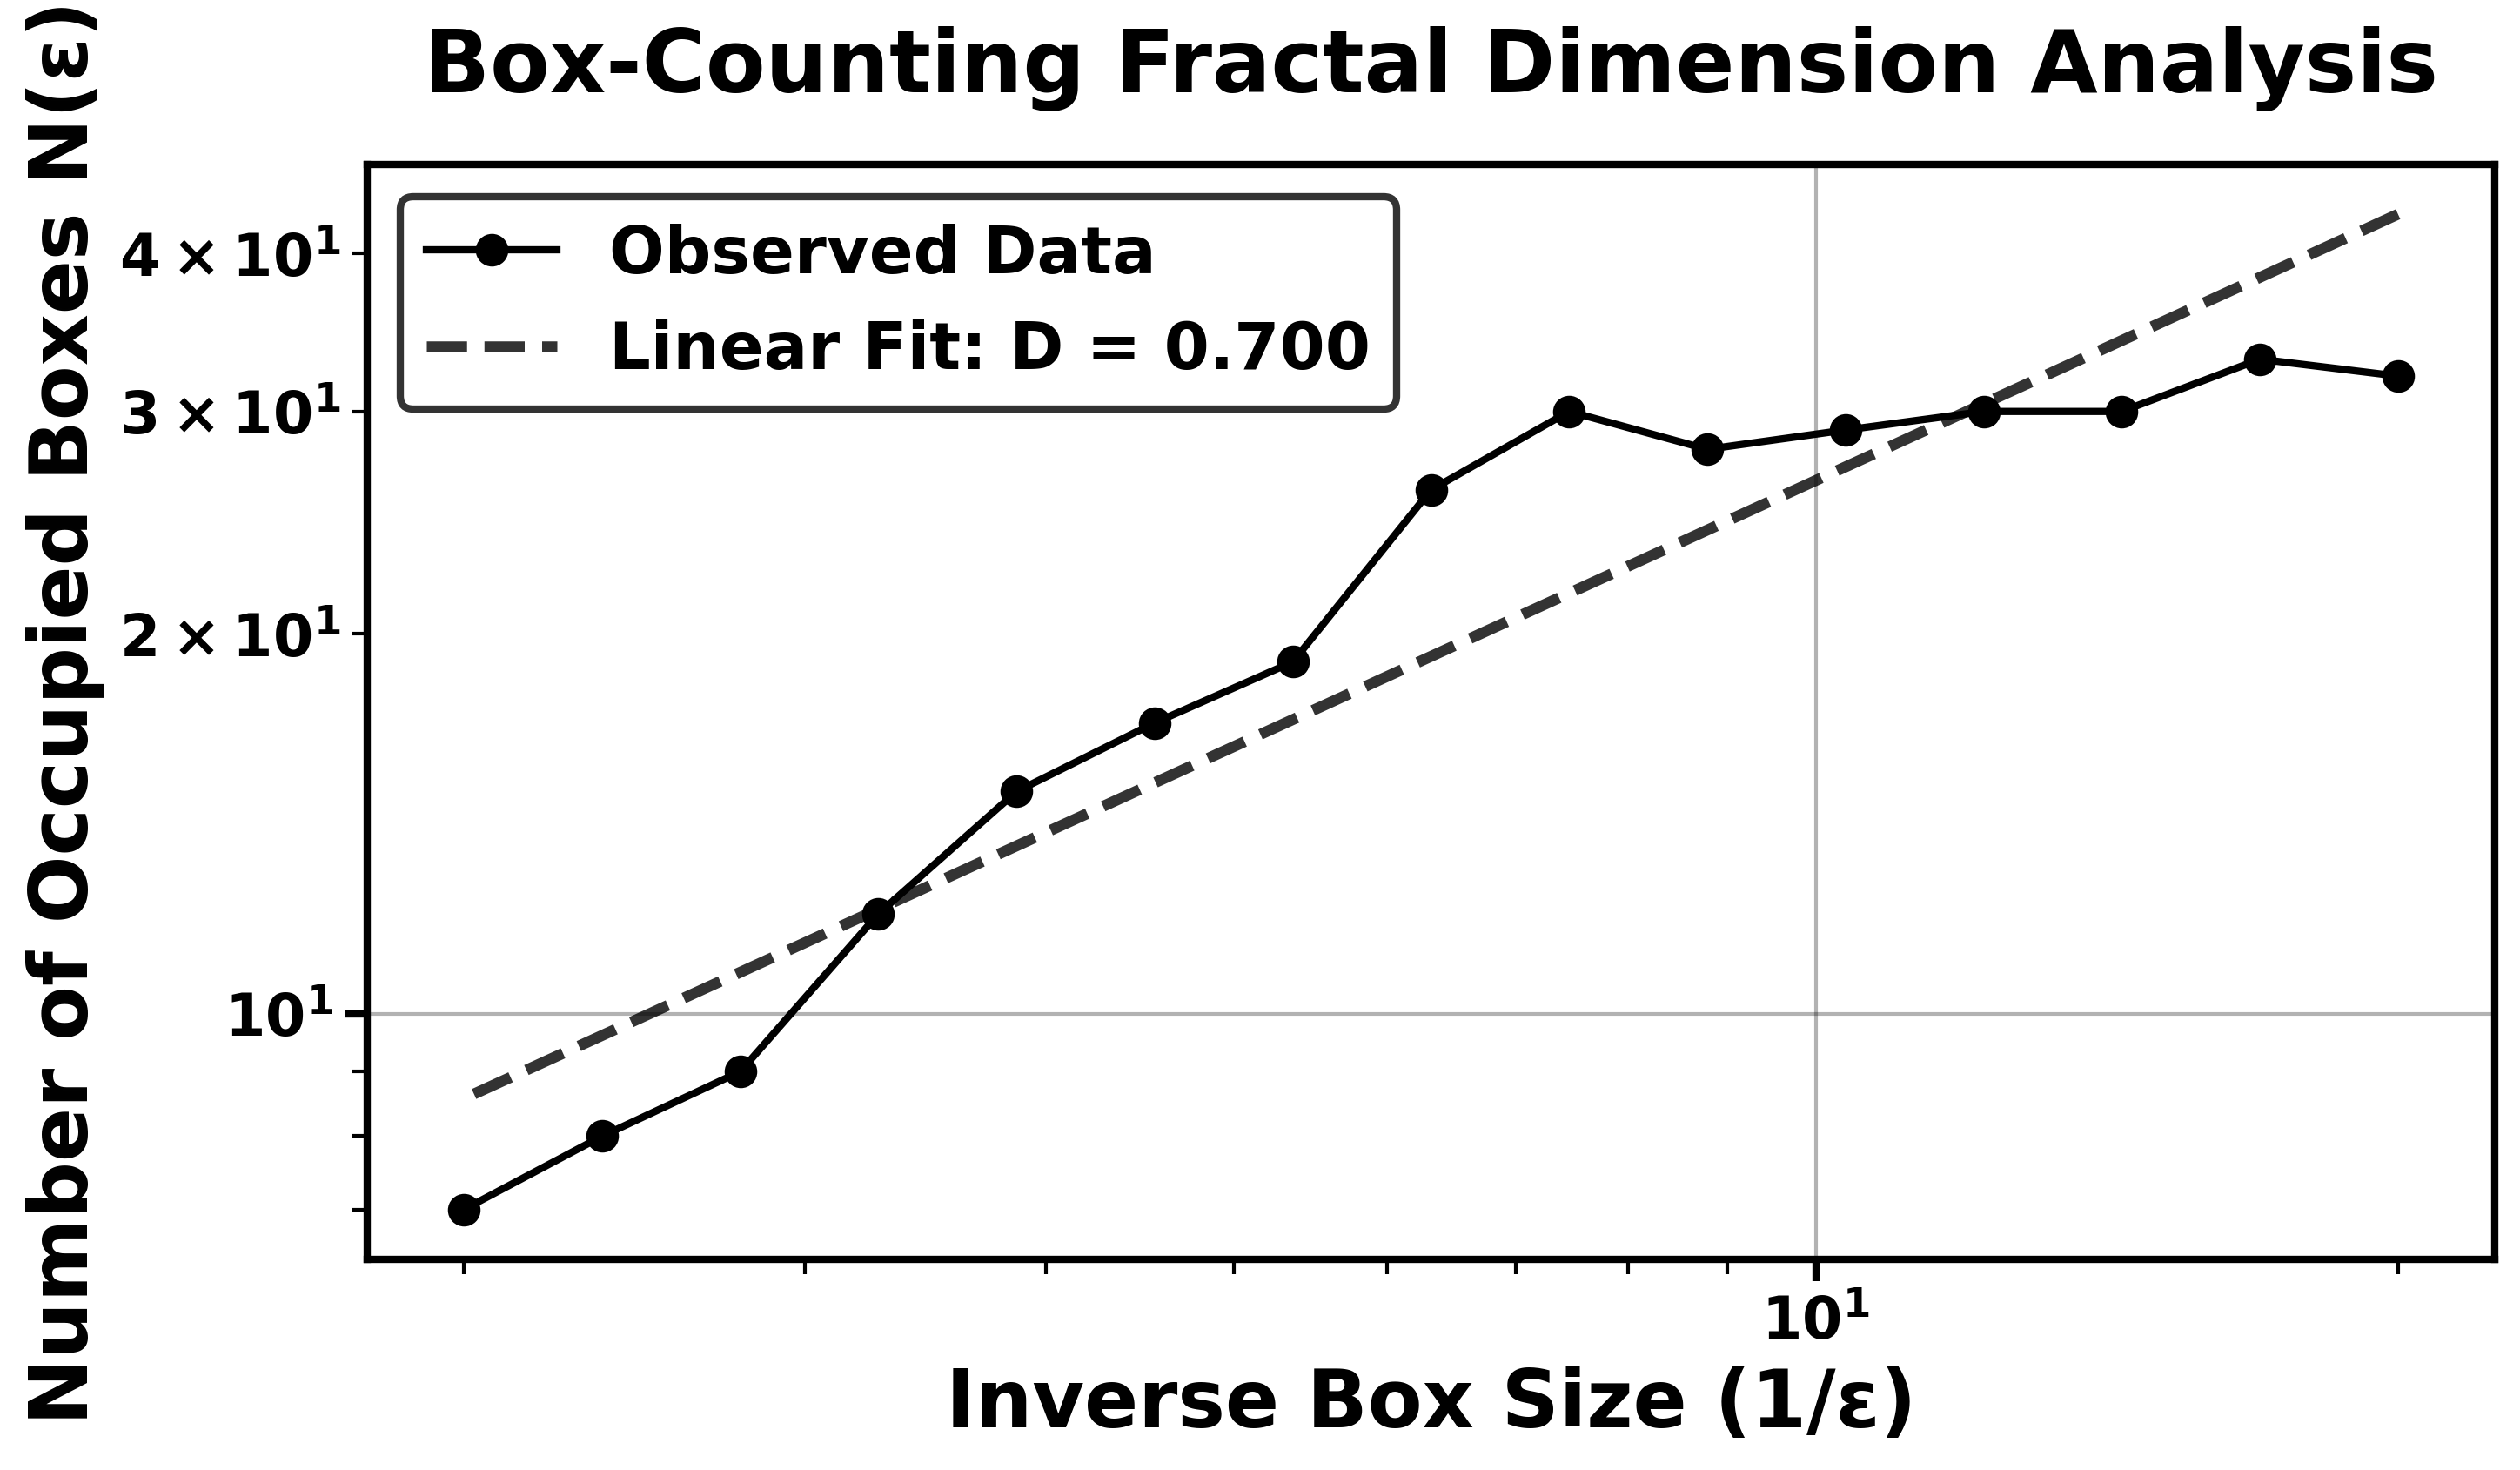 Box-Counting Fractal Dimension Analysis
Number of Occupied Boxes N(ε)
4 × 10¹
3 × 10¹
2 × 10¹
10¹
Observed Data
Linear Fit: D = 0.700
10¹
Inverse Box Size (1/ε)